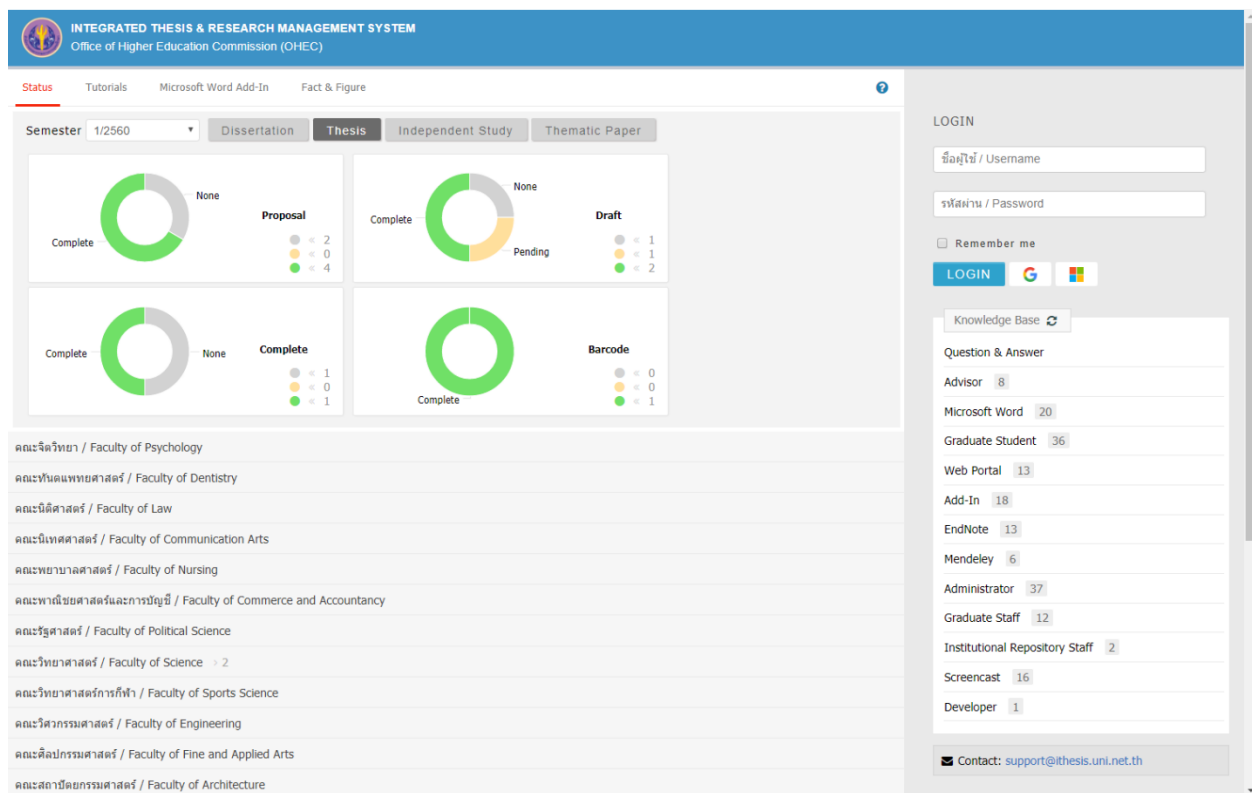 INTEGRATED THESIS & RESEARCH MANAGEMENT SYSTEM
Office of Higher Education Commission (OHEC)
Status Tutorials Microsoft Word Add-In Fact & Figure
Semester 1/2560 Dissertation Thesis Independent Study Thematic Paper
None
Complete
Proposal
« 2
« 0
« 4
None
Complete
Pending
Draft
« 1
« 1
« 2
Complete
None
Complete
« 1
« 0
« 1
Complete
Barcode
« 0
« 0
« 1
คณะจิตวิทยา / Faculty of Psychology
คณะทันตแพทยศาสตร์ / Faculty of Dentistry
คณะนิติศาสตร์ / Faculty of Law
คณะนิเทศศาสตร์ / Faculty of Communication Arts
คณะพยาบาลศาสตร์ / Faculty of Nursing
คณะพาณิชยศาสตร์และการบัญชี / Faculty of Commerce and Accountancy
คณะรัฐศาสตร์ / Faculty of Political Science
คณะวิทยาศาสตร์ / Faculty of Science › 2
คณะวิทยาศาสตร์การกีฬา / Faculty of Sports Science
คณะวิศวกรรมศาสตร์ / Faculty of Engineering
คณะศิลปกรรมศาสตร์ / Faculty of Fine and Applied Arts
คณะสถาปัตยกรรมศาสตร์ / Faculty of Architecture
LOGIN
ชื่อผู้ใช้ / Username
รหัสผ่าน / Password
Remember me
LOGIN G
Knowledge Base
Question & Answer
Advisor 8
Microsoft Word 20
Graduate Student 36
Web Portal 13
Add-In 18
EndNote 13
Mendeley 6
Administrator 37
Graduate Staff 12
Institutional Repository Staff 2
Screencast 16
Developer 1
Contact: support@ithesis.uni.net.th